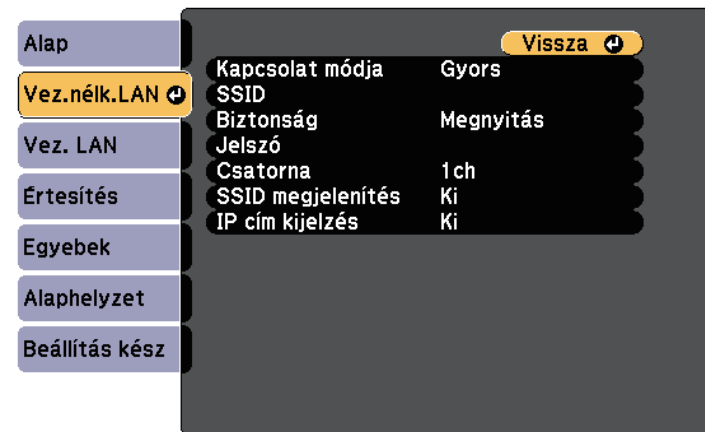 Alap
Vez.nélk.LAN
Vez. LAN
Értesítés
Egyebek
Alaphelyzet
Beállítás kész
Vissza
Kapcsolat módja Gyors
SSID
Biztonság Megnyitás
Jelszó
Csatorna 1ch
SSID megjelenítés Ki
IP cím kijelzés Ki